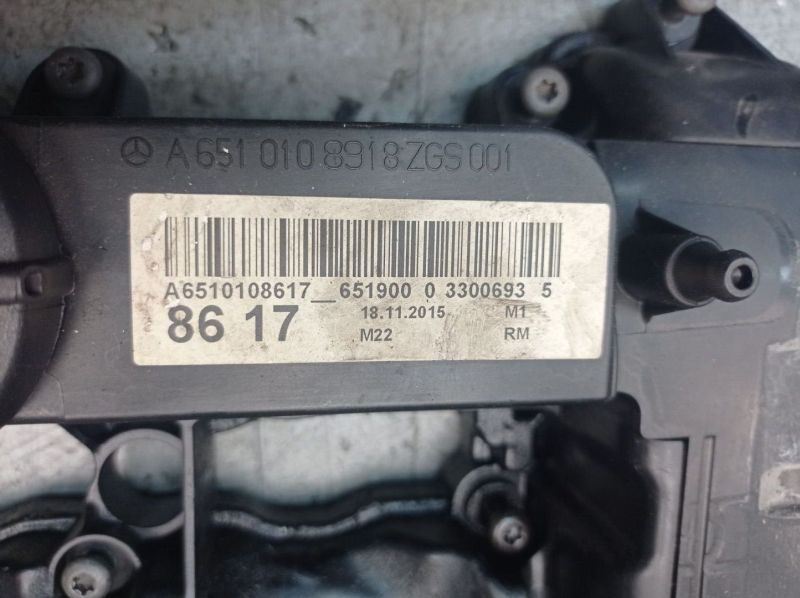 A 651 010 8918 ZGS 001
A6510108617__651900 0 3300693 5
86 17 18.11.2015 M1
M22 RM